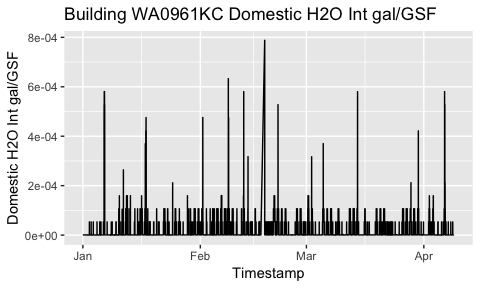 Building WA0961KC Domestic H2O Int gal/GSF
Domestic H2O Int gal/GSF
8e-04
6e-04
4e-04
2e-04
0e+00
Jan Feb Mar Apr
Timestamp